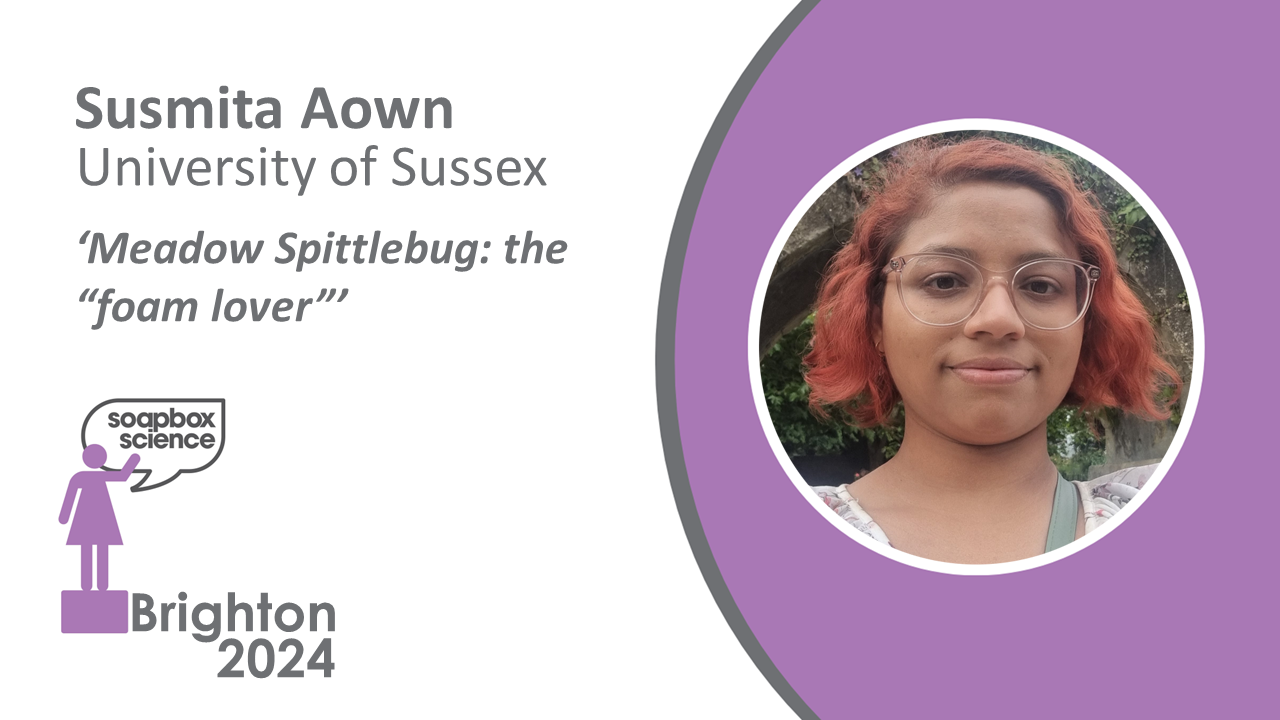 Susmita Aown
University of Sussex
‘Meadow Spittlebug: the
“foam lover”’
soapbox
science
Brighton
2024